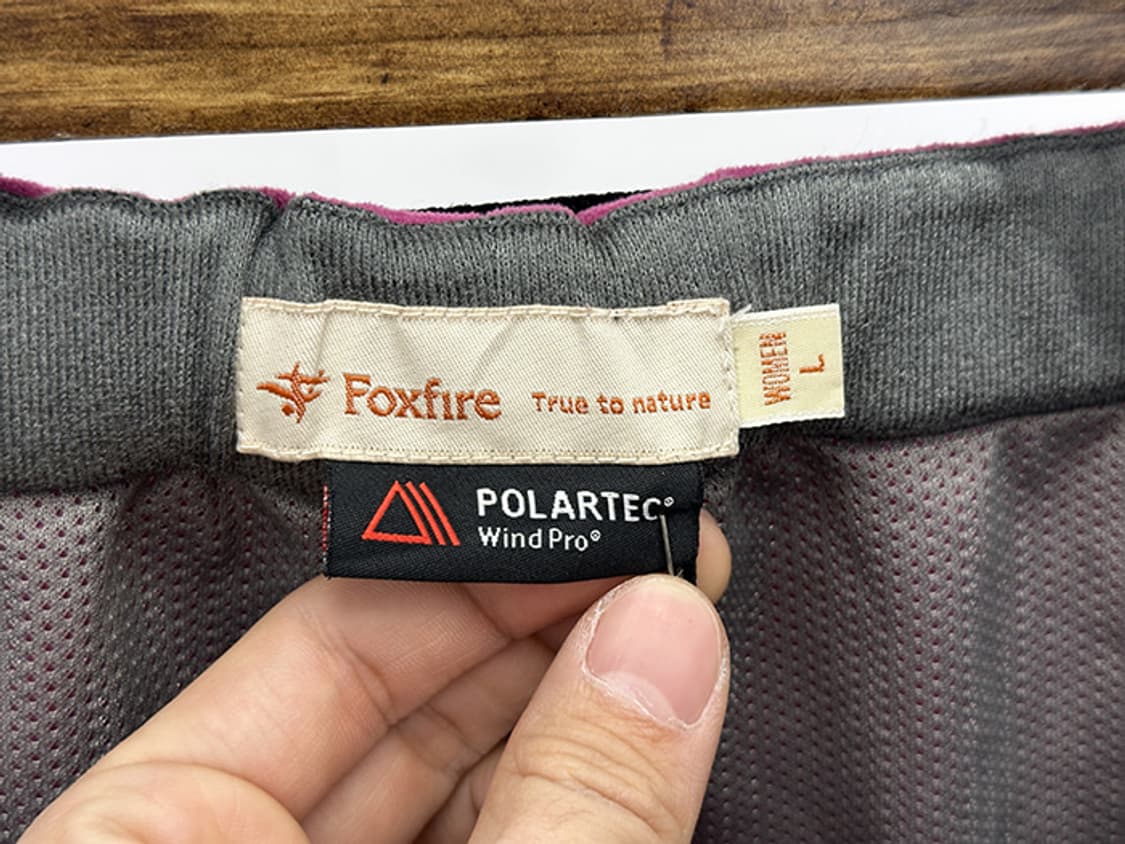 Foxfire True to nature
WOMEN
L
POLARTEC®
Wind Pro®